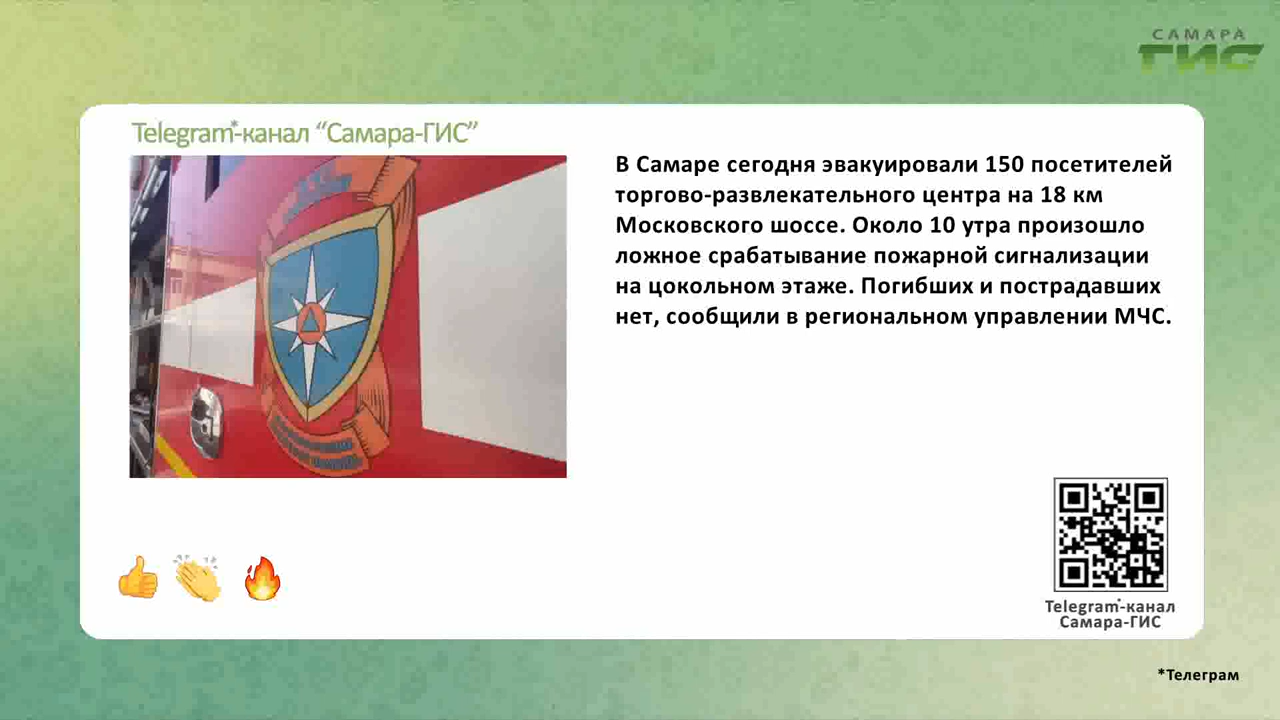 САМАРА
ГИС
Telegram*-канал “Самара-ГИС”
В Самаре сегодня эвакуировали 150 посетителей
торгово-развлекательного центра на 18 км
Московского шоссе. Около 10 утра произошло
ложное срабатывание пожарной сигнализации
на цокольном этаже. Погибших и пострадавших
нет, сообщили в региональном управлении МЧС.
Telegram*-канал
Самара-ГИС
*Телеграм